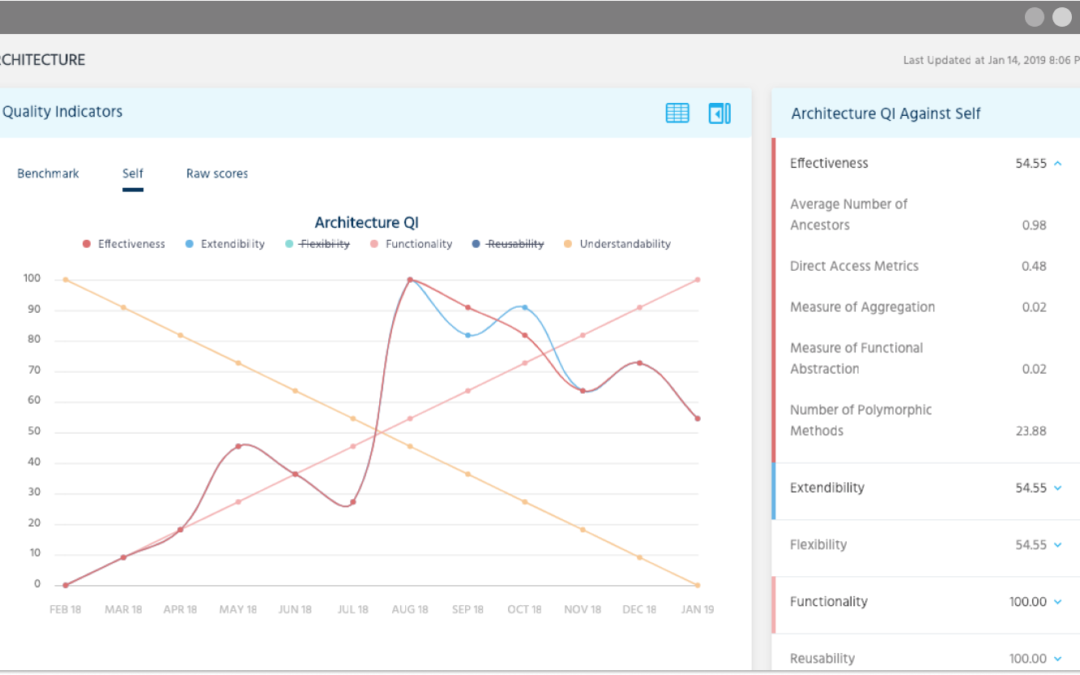 RCHITECTURE
Last Updated at Jan 14, 2019 8:06 P
Quality Indicators
Benchmark
Self
Raw scores
Architecture QI
Effectiveness
Extendibility
Flexibility
Functionality
Reusability
Understandability
100
90
80
70
60
50
40
30
20
10
0
FEB 18
MAR 18
APR 18
MAY 18
JUN 18
JUL 18
AUG 18
SEP 18
OCT 18
NOV 18
DEC 18
JAN 19
Architecture QI Against Self
Effectiveness 54.55
Average Number of
Ancestors 0.98
Direct Access Metrics 0.48
Measure of Aggregation 0.02
Measure of Functional
Abstraction 0.02
Number of Polymorphic
Methods 23.88
Extendibility 54.55
Flexibility 54.55
Functionality 100.00
Reusability 100.00